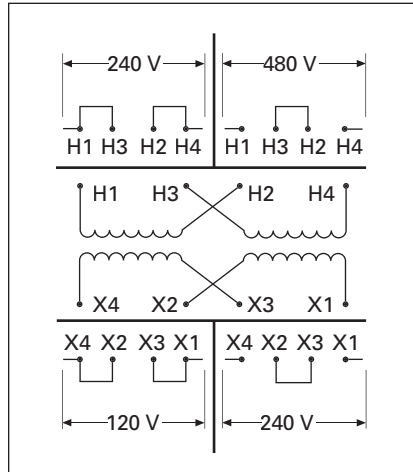 240 V 480 V
H1 H3 H2 H4 H1 H3 H2 H4
H1 H3 H2 H4
X4 X2 X3 X1
X4 X2 X3 X1 X4 X2 X3 X1
120 V 240 V